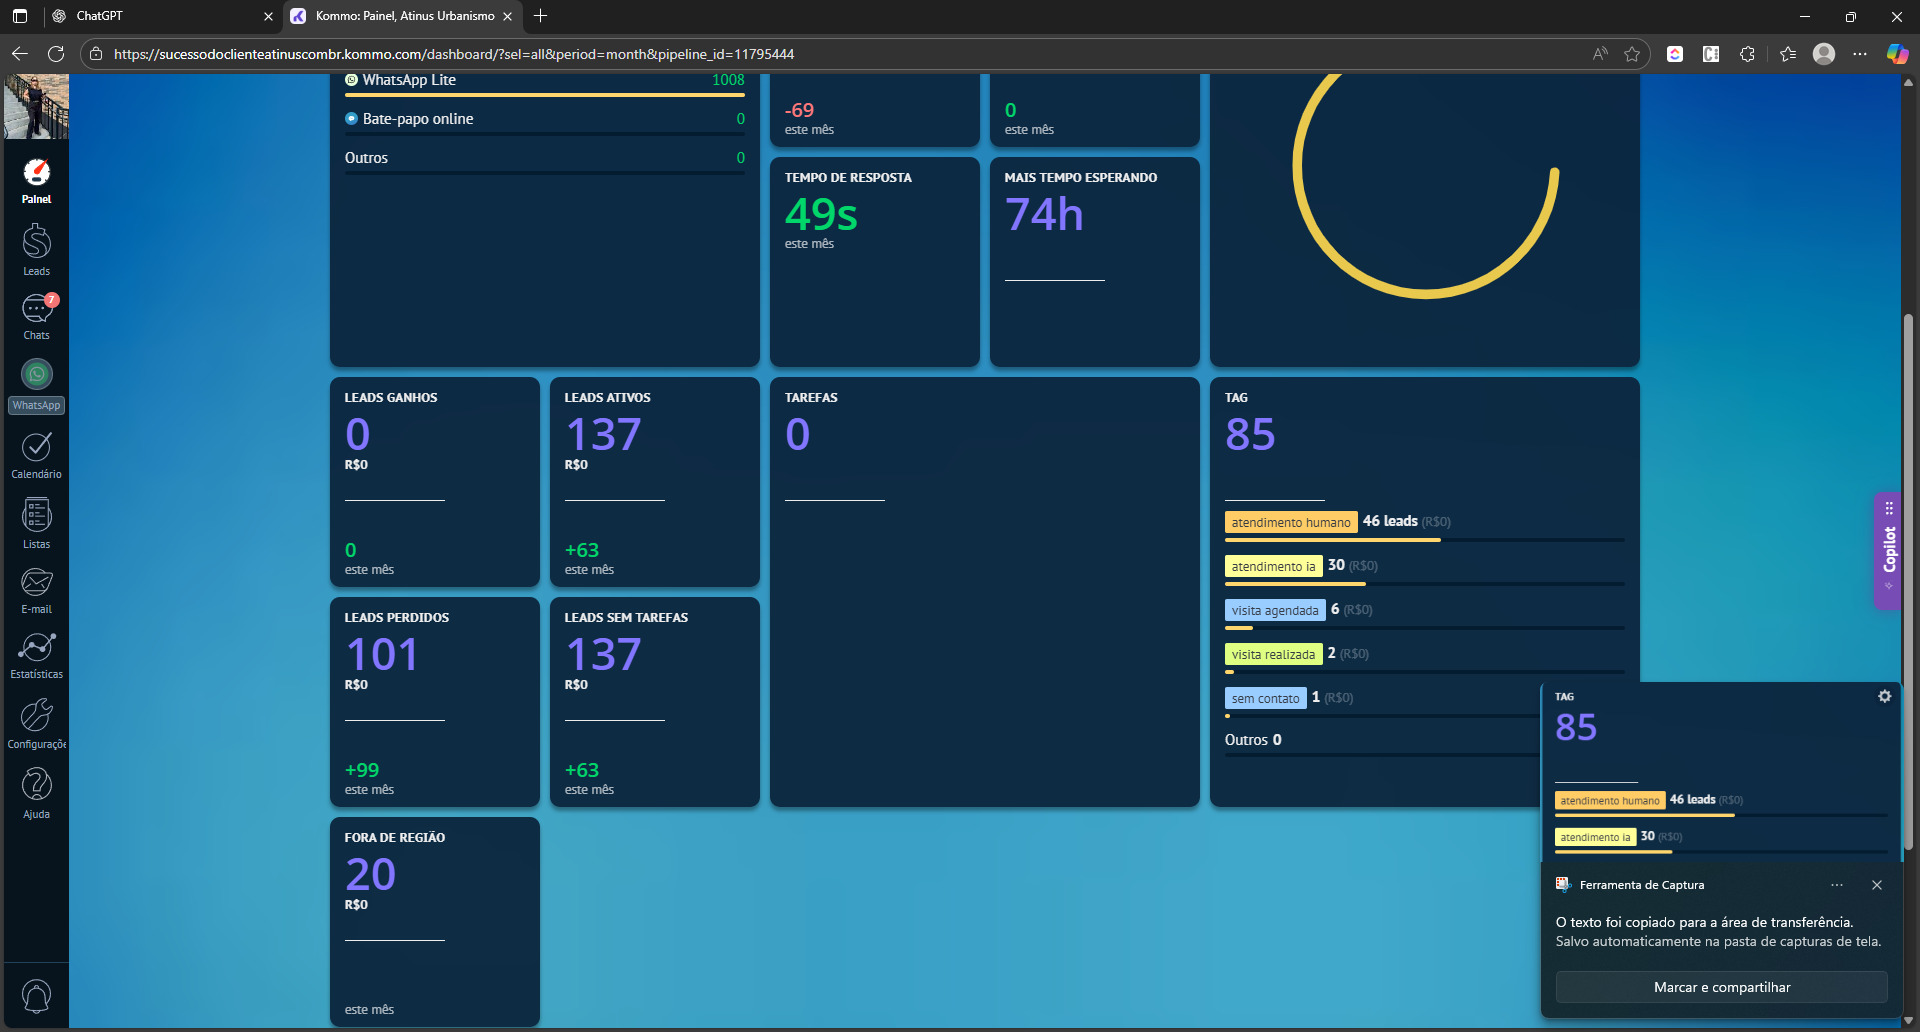 ChatGPT
Kommo: Painel, Atinus Urbanismo
https://sucessodoclienteatinuscombr.kommo.com/dashboard/?sel=all&period=month&pipeline_id=11795444
Painel
Leads
7
Chats
WhatsApp
Calendário
Listas
E-mail
Estatísticas
Configuraçõe
Ajuda
WhatsApp Lite 1008
Bate-papo online 0
Outros 0
-69
este mês
0
este mês
TEMPO DE RESPOSTA
49s
este mês
MAIS TEMPO ESPERANDO
74h
LEADS GANHOS
0
R$0
0
este mês
LEADS ATIVOS
137
R$0
+63
este mês
TAREFAS
0
TAG
85
atendimento humano 46 leads (R$0)
atendimento ia 30 (R$0)
visita agendada 6 (R$0)
visita realizada 2 (R$0)
sem contato 1 (R$0)
Outros 0
LEADS PERDIDOS
101
R$0
+99
este mês
LEADS SEM TAREFAS
137
R$0
+63
este mês
FORA DE REGIÃO
20
R$0
este mês
Copilot
TAG
85
atendimento humano 46 leads (R$0)
atendimento ia 30 (R$0)
Ferramenta de Captura
O texto foi copiado para a área de transferência.
Salvo automaticamente na pasta de capturas de tela.
Marcar e compartilhar